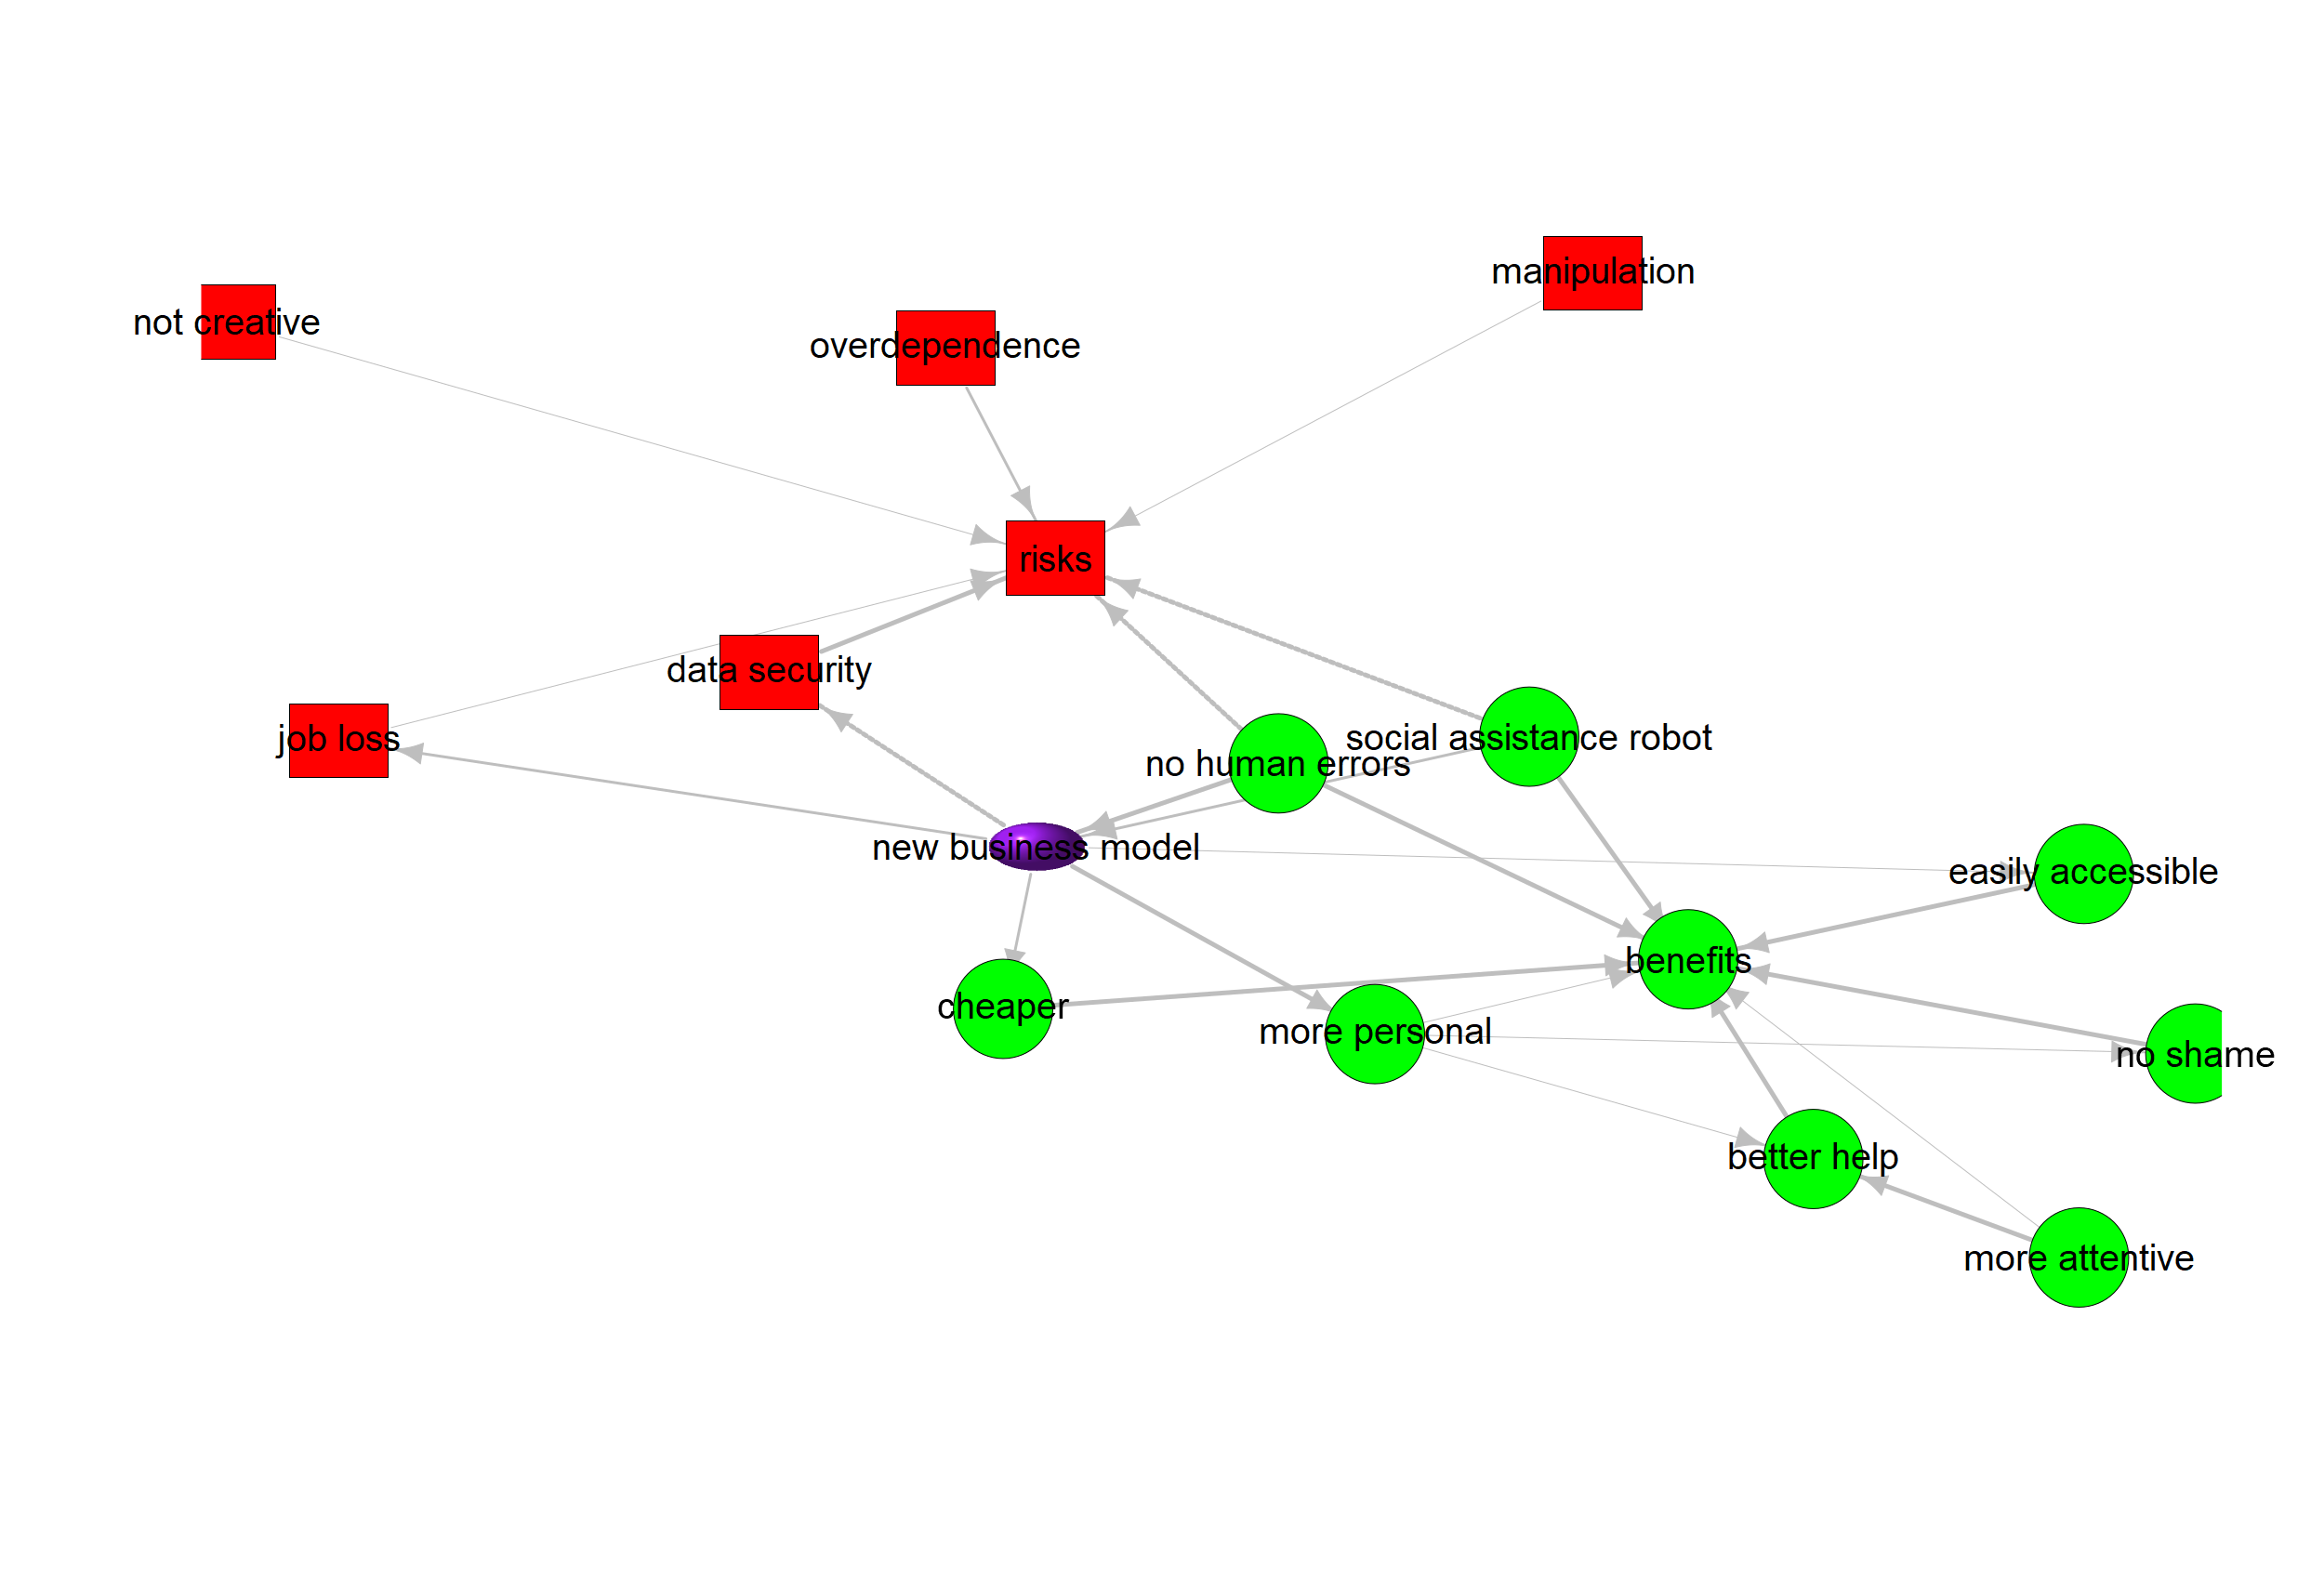 manipulation
not creative
overdependence
risks
data security
job loss
social assistance robot
no human errors
new business model
easily accessible
benefits
cheaper
more personal
no shame
better help
more attentive